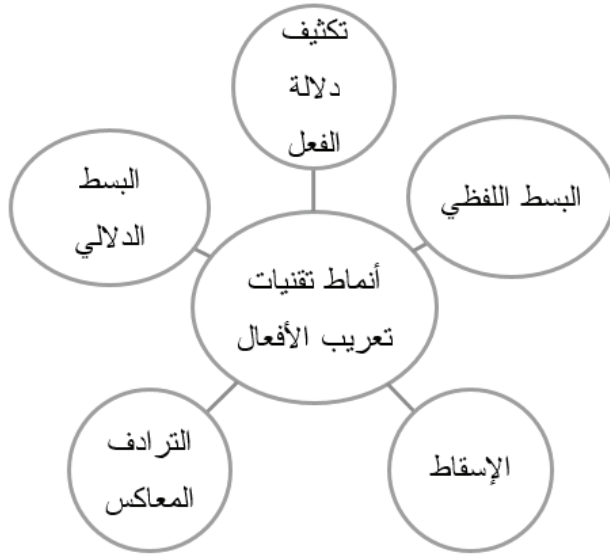 تكثيف
دلالة
الفعل
البسط اللفظي
البسط
الدلالي
أنماط تقنيات
تعريب الأفعال
الإسقاط
الترادف
المعاكس